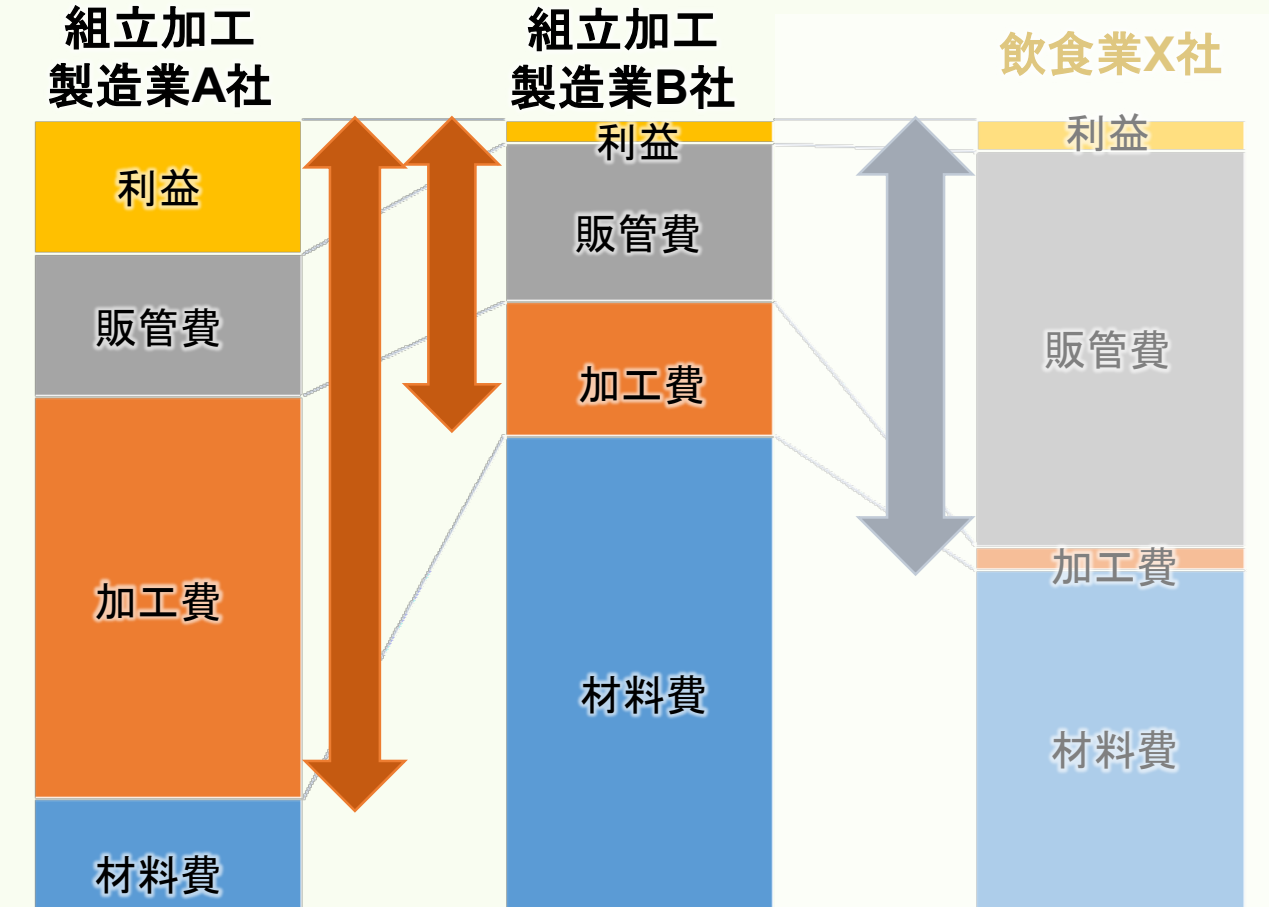 組立加工
製造業A社
利益
販管費
加工費
材料費
組立加工
製造業B社
利益
販管費
加工費
材料費
飲食業X社
利益
販管費
加工費
材料費